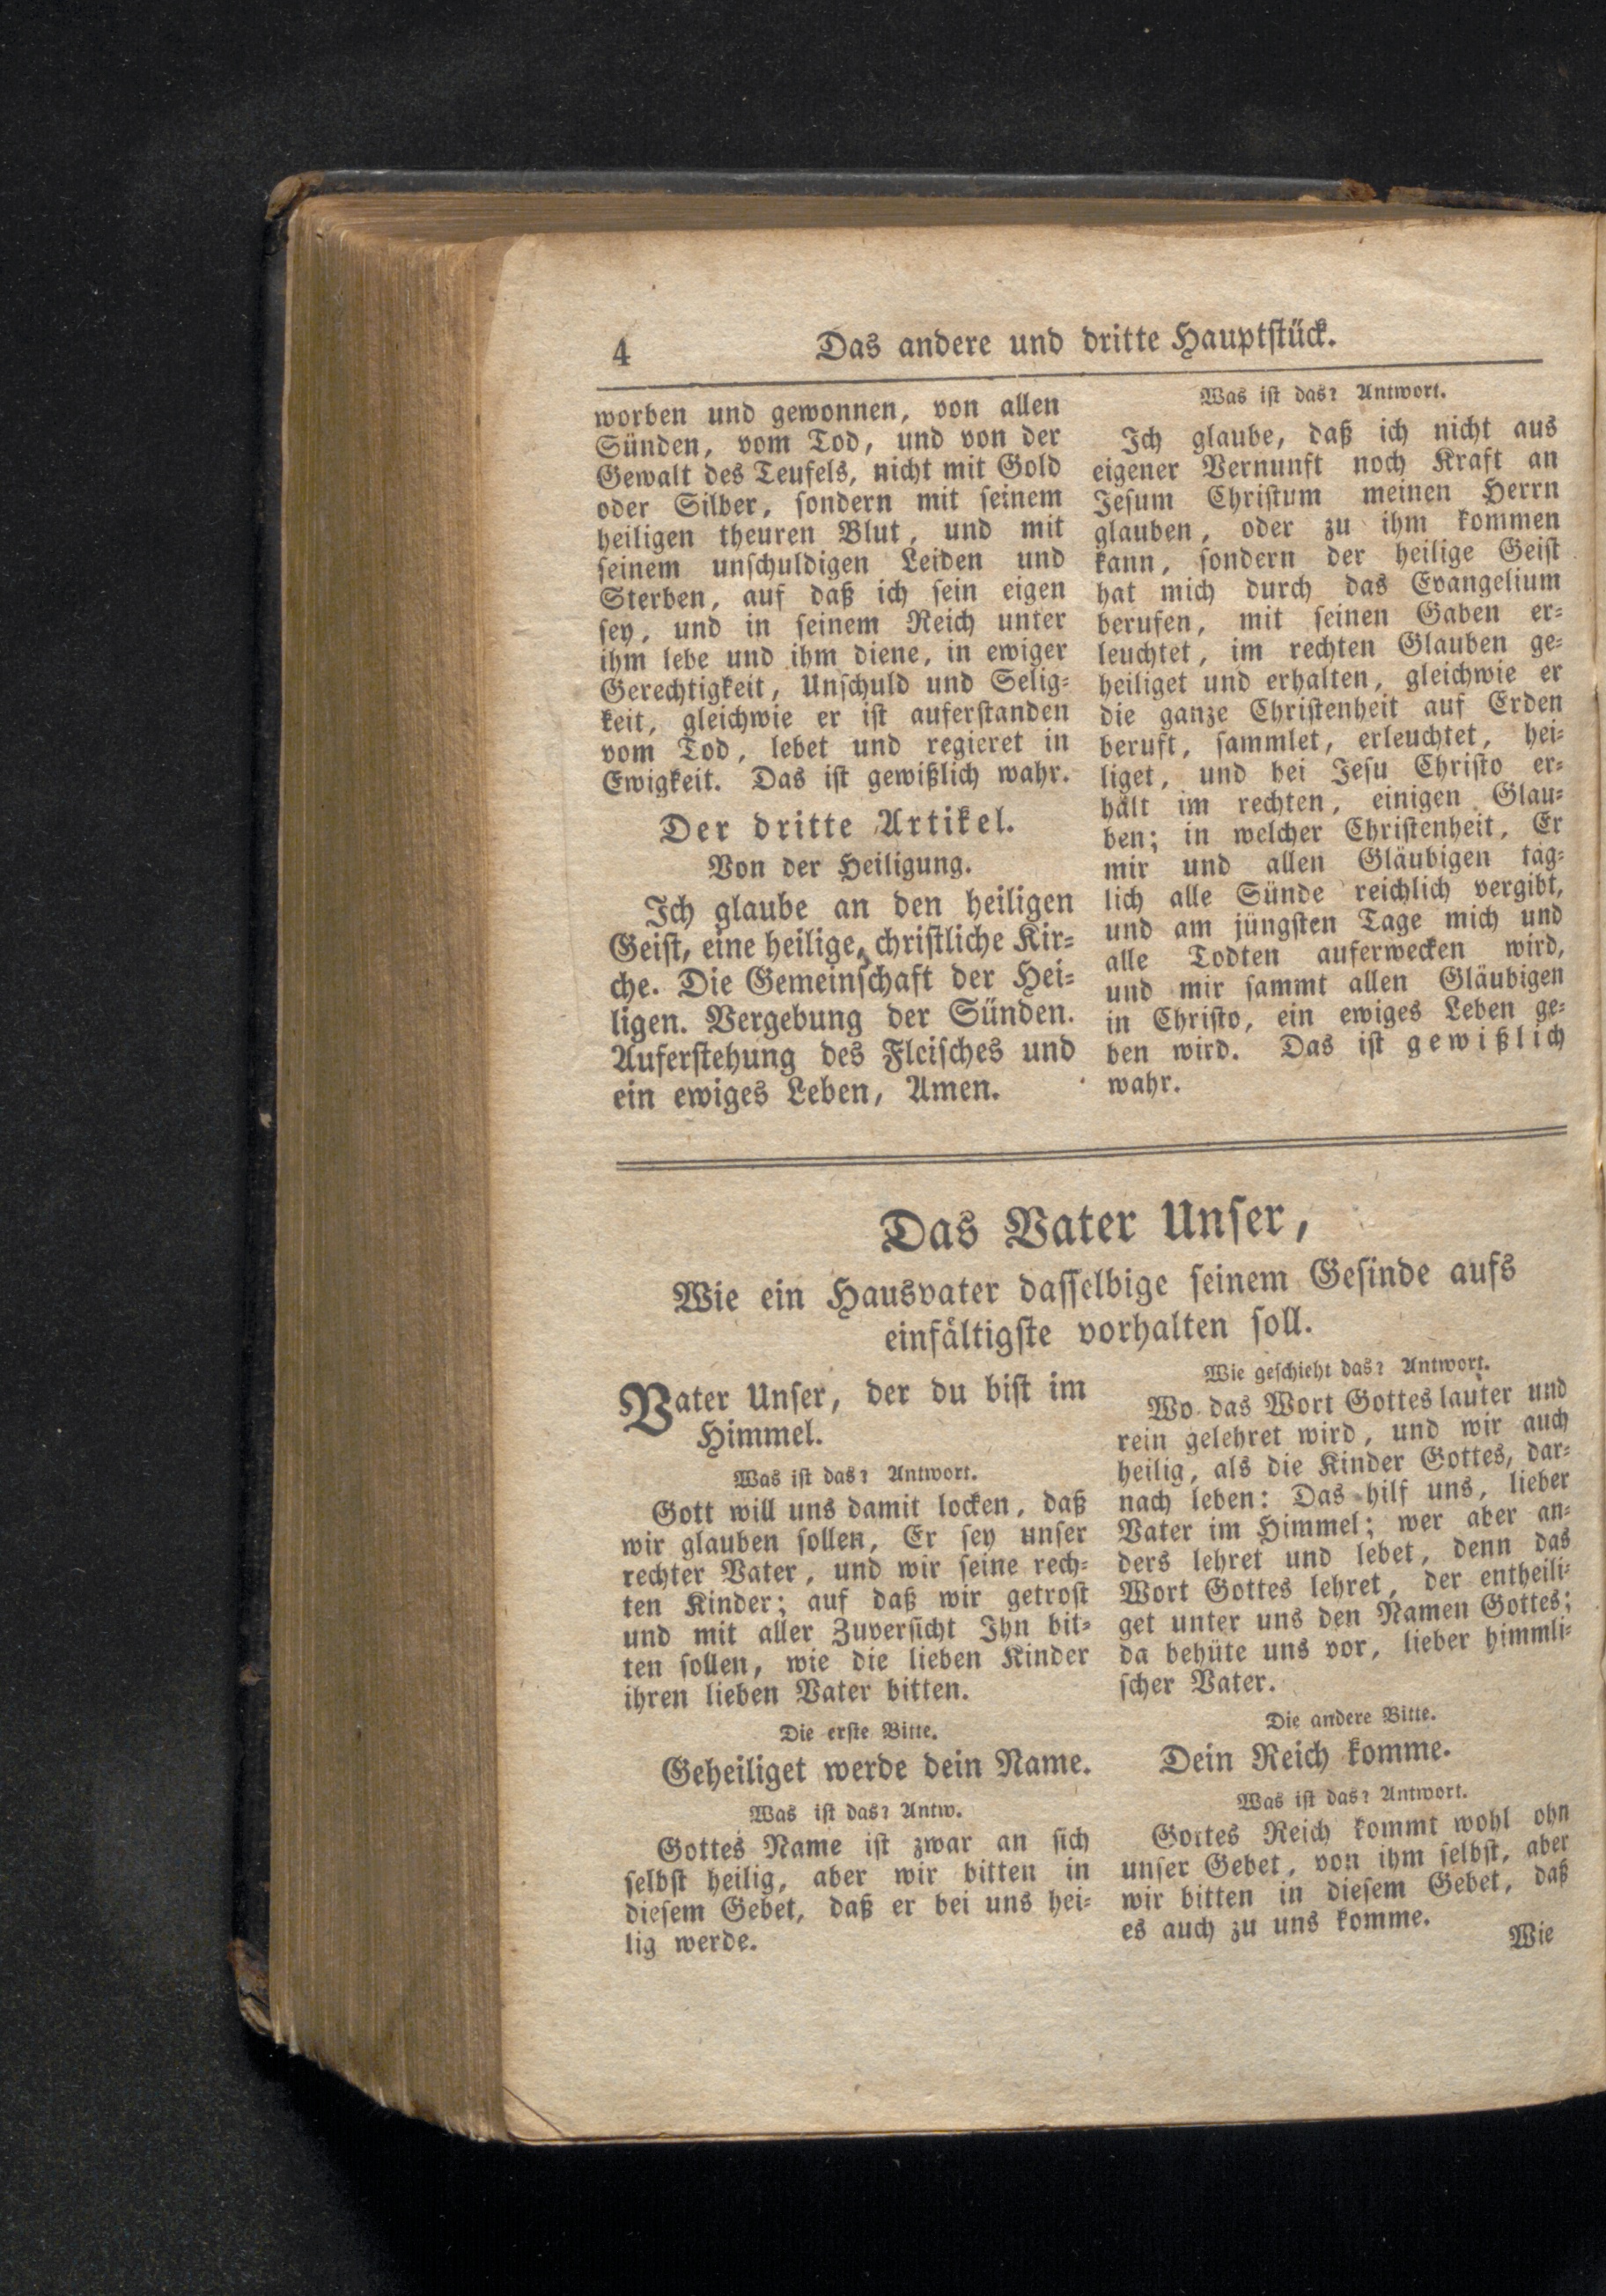 4
Das andere und dritte Hauptstück.
worben und gewonnen, von allen
Sünden, vom Tod, und von der
Gewalt des Teufels, nicht mit Gold
oder Silber, sondern mit seinem
heiligen theuren Blut, und mit
seinem unschuldigen Leiden und
Sterben, auf daß ich sein eigen
sey, und in seinem Reich unter
ihm lebe und ihm diene, in ewiger
Gerechtigkeit, Unschuld und Selig-
keit, gleichwie er ist auferstanden
vom Tod, lebet und regieret in
Ewigkeit. Das ist gewißlich wahr.
Der dritte Artikel.
Von der Heiligung.
Ich glaube an den heiligen
Geist, eine heilige, christliche Kir-
che. Die Gemeinschaft der Hei-
ligen. Vergebung der Sünden.
Auferstehung des Fleisches und
ein ewiges Leben, Amen.
Was ist das? Antwort.
Ich glaube, daß ich nicht aus
eigener Vernunft noch Kraft an
Jesum Christum meinen Herrn
glauben, oder zu ihm kommen
kann, sondern der heilige Geist
hat mich durch das Evangelium
berufen, mit seinen Gaben er-
leuchtet, im rechten Glauben ge-
heiliget und erhalten, gleichwie er
die ganze Christenheit auf Erden
beruft, sammlet, erleuchtet, hei-
liget, und bei Jesu Christo er-
hält im rechten, einigen Glau-
ben; in welcher Christenheit, Er
mir und allen Gläubigen täg-
lich alle Sünde reichlich vergibt,
und am jüngsten Tage mich und
alle Todten auferwecken wird,
und mir sammt allen Gläubigen
in Christo, ein ewiges Leben ge-
ben wird. Das ist gewißlich
wahr.
Das Vater Unser,
Wie ein Hausvater dasselbige seinem Gesinde aufs
einfältigste vorhalten soll.
Vater Unser, der du bist im
Himmel.
Was ist das? Antwort.
Gott will uns damit locken, daß
wir glauben sollen, Er sey unser
rechter Vater, und wir seine rech-
ten Kinder; auf daß wir getrost
und mit aller Zuversicht Ihn bit-
ten sollen, wie die lieben Kinder
ihren lieben Vater bitten.
Die erste Bitte.
Geheiliget werde dein Name.
Was ist das? Antw.
Gottes Name ist zwar an sich
selbst heilig, aber wir bitten in
diesem Gebet, daß er bei uns hei-
lig werde.
Wie geschieht das? Antwort.
Wo das Wort Gottes lauter und
rein gelehret wird, und wir auch
heilig, als die Kinder Gottes, dar-
nach leben: Das hilf uns, lieber
Vater im Himmel; wer aber an-
ders lehret und lebet, denn das
Wort Gottes lehret, der entheili-
get unter uns den Namen Gottes;
da behüte uns vor, lieber himmli-
scher Vater.
Die andere Bitte.
Dein Reich komme.
Was ist das? Antwort.
Gottes Reich kommt wohl ohn
unser Gebet, von ihm selbst, aber
wir bitten in diesem Gebet, daß
es auch zu uns komme.
Wie